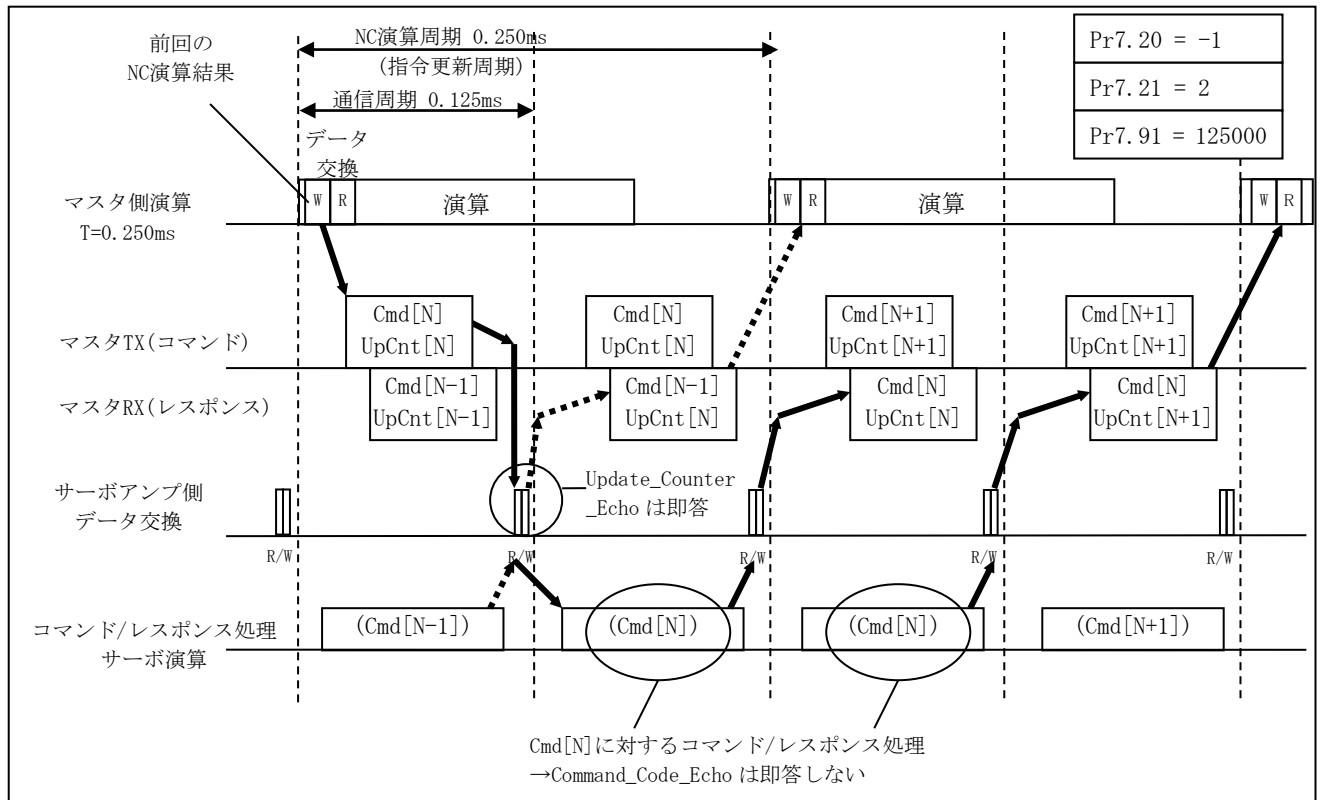 前回の
NC演算結果
NC演算周期 0.250ms
(指令更新周期)
通信周期 0.125ms
Pr7.20 = -1
Pr7.21 = 2
Pr7.91 = 125000
データ
交換
マスタ側演算
T=0.250ms
W R 演算 W R 演算 W R
マスタTX(コマンド)
Cmd[N]
UpCnt[N]
Cmd[N]
UpCnt[N]
Cmd[N+1]
UpCnt[N+1]
Cmd[N+1]
UpCnt[N+1]
マスタRX(レスポンス)
Cmd[N-1]
UpCnt[N-1]
Cmd[N-1]
UpCnt[N]
Cmd[N]
UpCnt[N]
Cmd[N]
UpCnt[N+1]
サーボアンプ側
データ交換
Update_Counter
_Echo は即答
R/W R/W R/W R/W R/W
コマンド/レスポンス処理
サーボ演算
(Cmd[N-1]) (Cmd[N]) (Cmd[N]) (Cmd[N+1])
Cmd[N]に対するコマンド/レスポンス処理
→Command_Code_Echo は即答しない